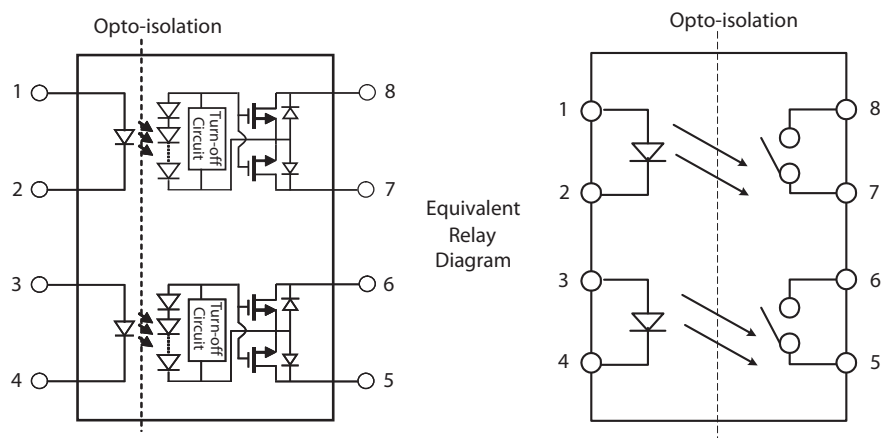 Opto-isolation
1
8
Turn-off
Circuit
2
7
3
6
Turn-off
Circuit
4
5
Equivalent
Relay
Diagram
Opto-isolation
1
8
2
7
3
6
4
5